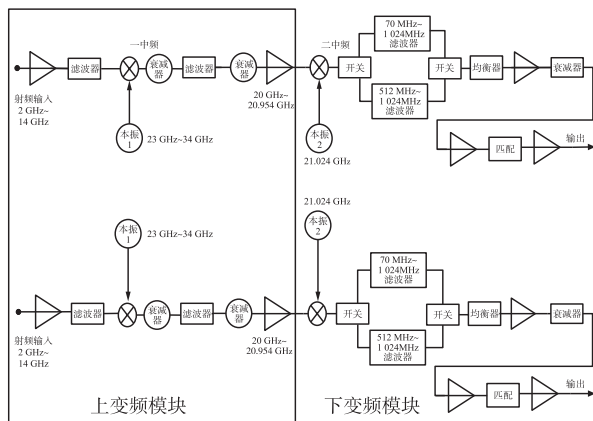 70 MHz~
1 024MHz
滤波器
一中频
二中频
滤波器
衰减器
滤波器
衰减器
开关
开关
均衡器
衰减器
射频输入
2 GHz~
14 GHz
20 GHz~
20.954 GHz
512 MHz~
1 024MHz
滤波器
本振
1
23 GHz~34 GHz
本振
2
21.024 GHz
匹配
输出
21.024 GHz
本振
1
23 GHz~34 GHz
本振
2
70 MHz~
1 024MHz
滤波器
滤波器
衰减器
滤波器
衰减器
开关
开关
均衡器
衰减器
射频输入
2 GHz~
14 GHz
20 GHz~
20.954 GHz
512 MHz~
1 024MHz
滤波器
匹配
输出
上变频模块
下变频模块